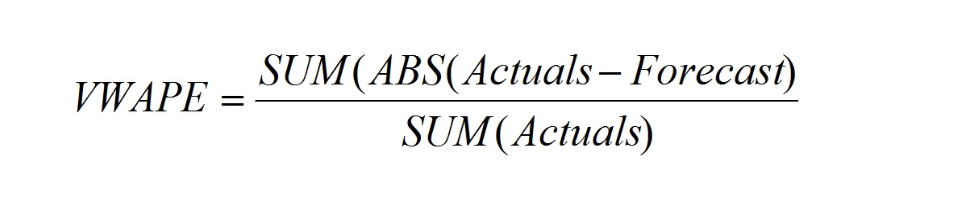 VWAPE = SUM(ABS(Actuals – Forecast)
SUM(Actuals)